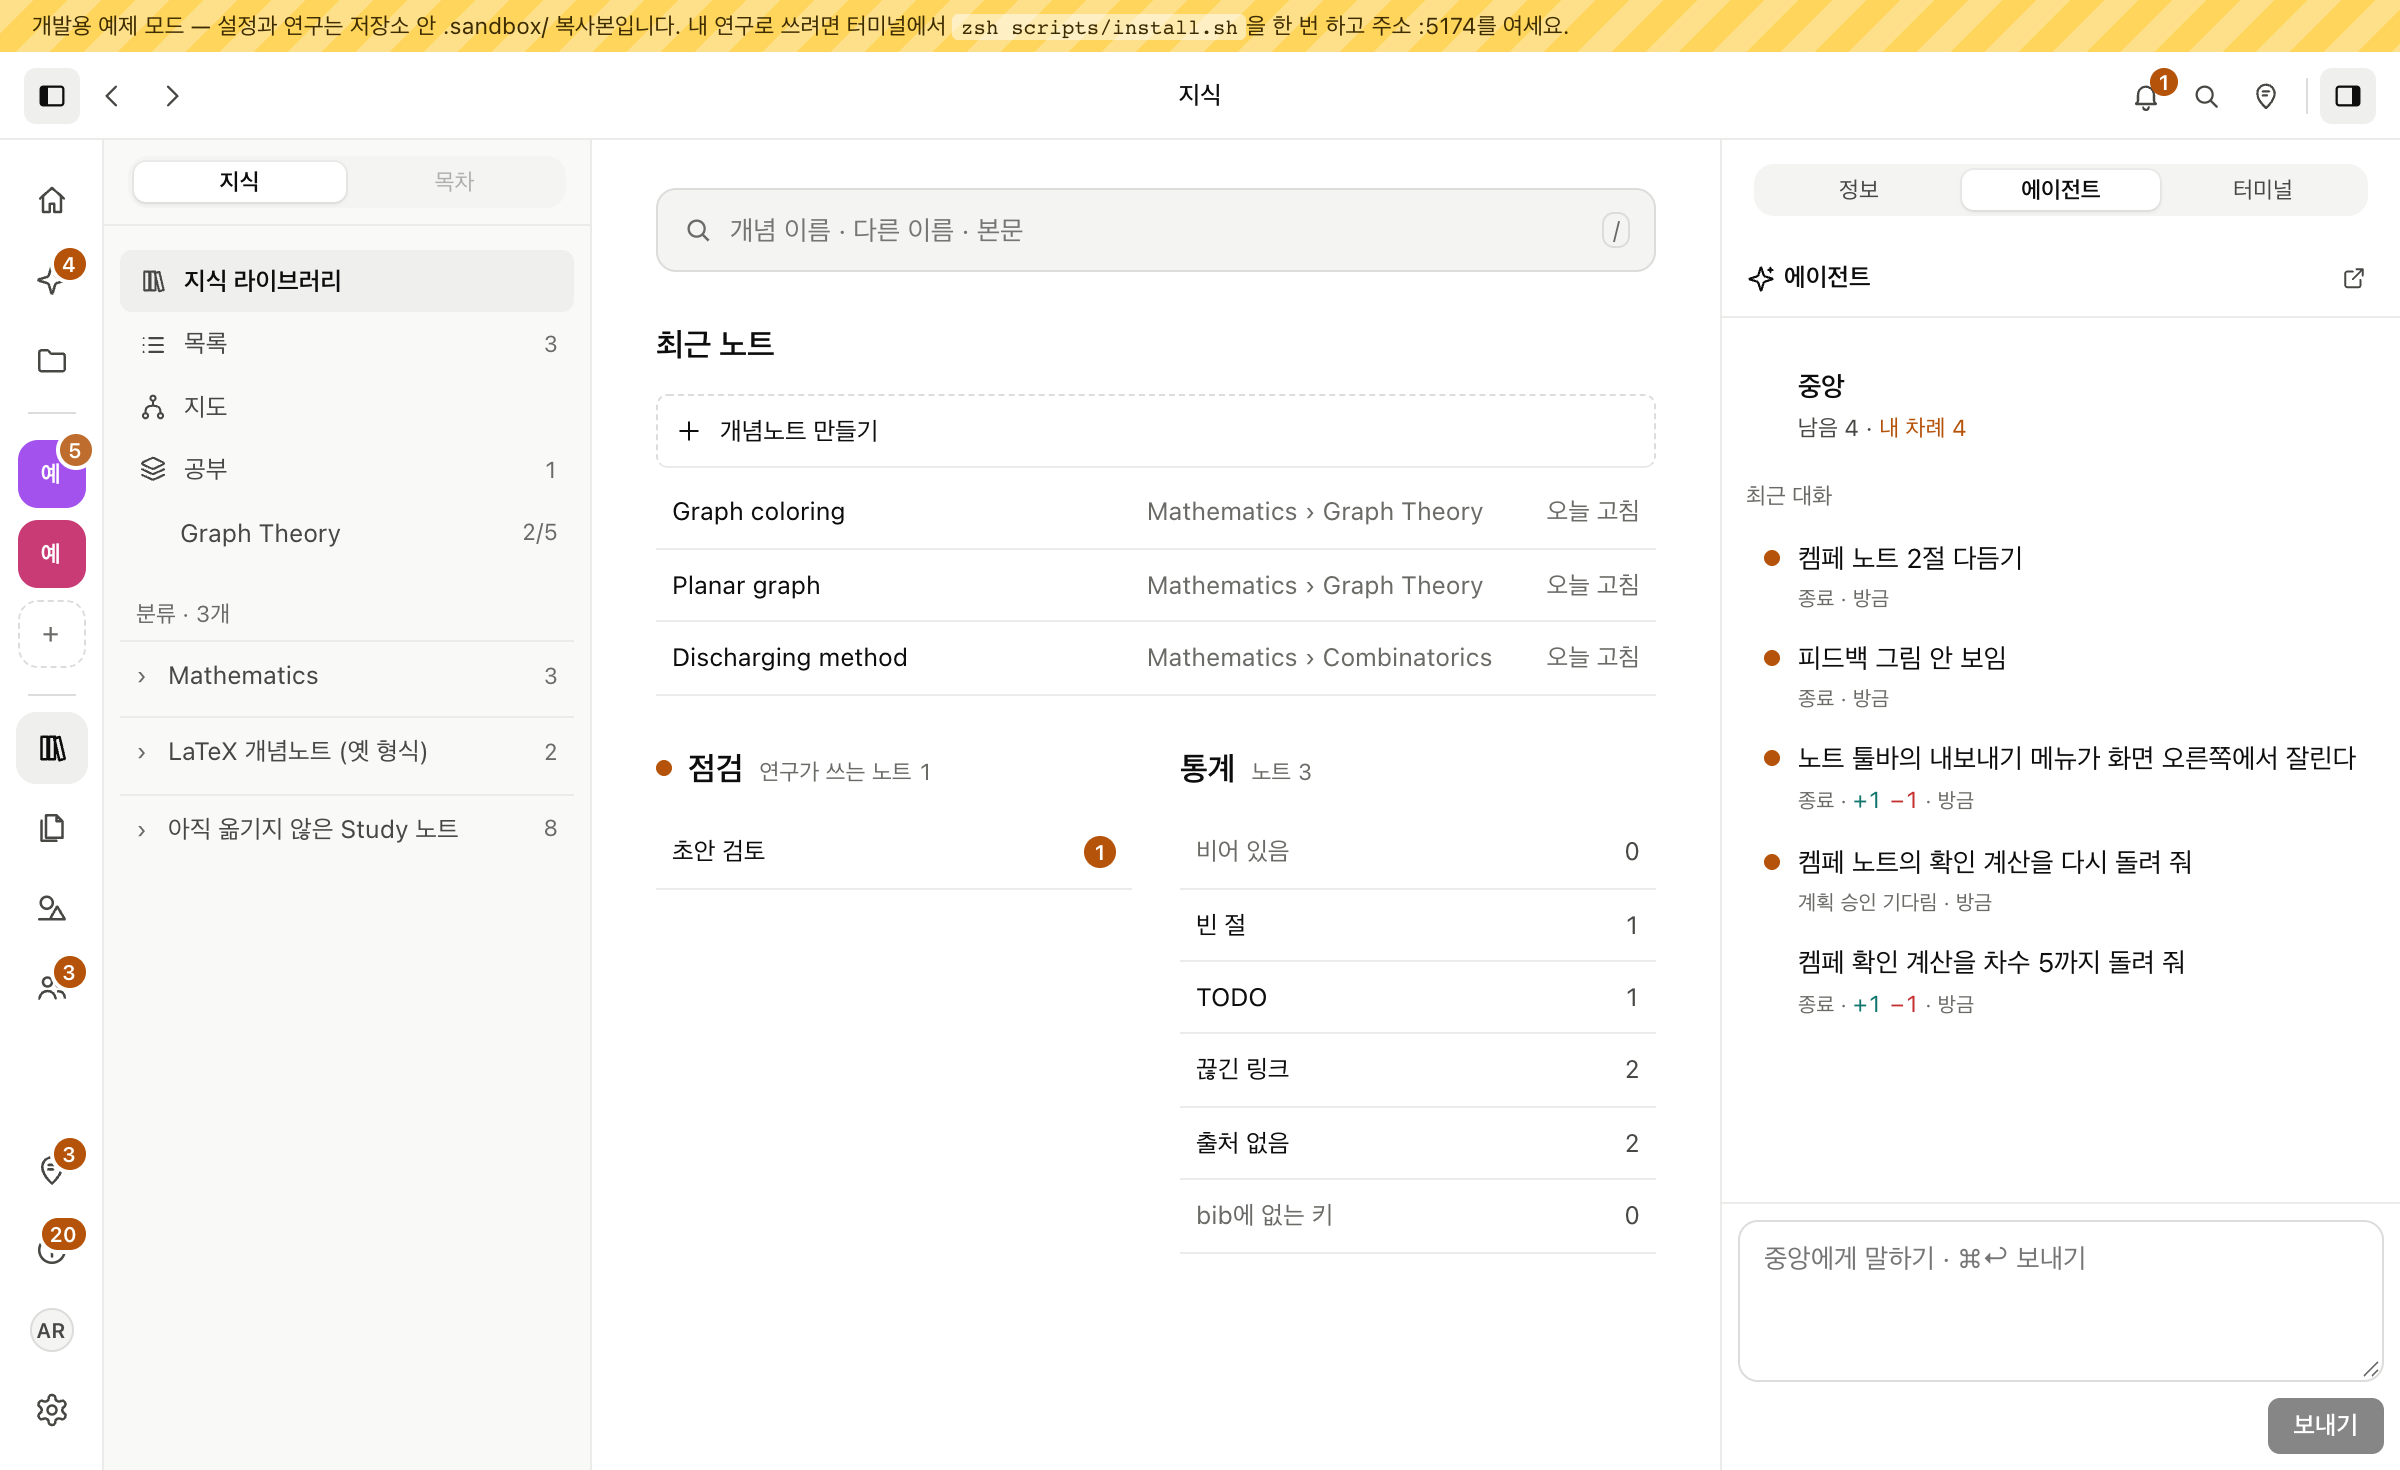 개발용 예제 모드 — 설정과 연구는 저장소 안 .sandbox/ 복사본입니다. 내 연구로 쓰려면 터미널에서 zsh scripts/install.sh을 한 번 하고 주소 :5174를 여세요.
지식
1
4
5
예
예
+
3
3
20
AR
지식 목차
지식 라이브러리
목록 3
지도
공부 1
Graph Theory 2/5
분류 · 3개
› Mathematics 3
› LaTeX 개념노트 (옛 형식) 2
› 아직 옮기지 않은 Study 노트 8
개념 이름 · 다른 이름 · 본문 /
최근 노트
+ 개념노트 만들기
Graph coloring Mathematics › Graph Theory 오늘 고침
Planar graph Mathematics › Graph Theory 오늘 고침
Discharging method Mathematics › Combinatorics 오늘 고침
점검 연구가 쓰는 노트 1
초안 검토 1
통계 노트 3
비어 있음 0
빈 절 1
TODO 1
끊긴 링크 2
출처 없음 2
bib에 없는 키 0
정보 에이전트 터미널
에이전트
중앙
남음 4 · 내 차례 4
최근 대화
켐페 노트 2절 다듬기
종료 · 방금
피드백 그림 안 보임
종료 · 방금
노트 툴바의 내보내기 메뉴가 화면 오른쪽에서 잘린다
종료 · +1 −1 · 방금
켐페 노트의 확인 계산을 다시 돌려 줘
계획 승인 기다림 · 방금
켐페 확인 계산을 차수 5까지 돌려 줘
종료 · +1 −1 · 방금
중앙에게 말하기 · ⌘↩ 보내기
보내기